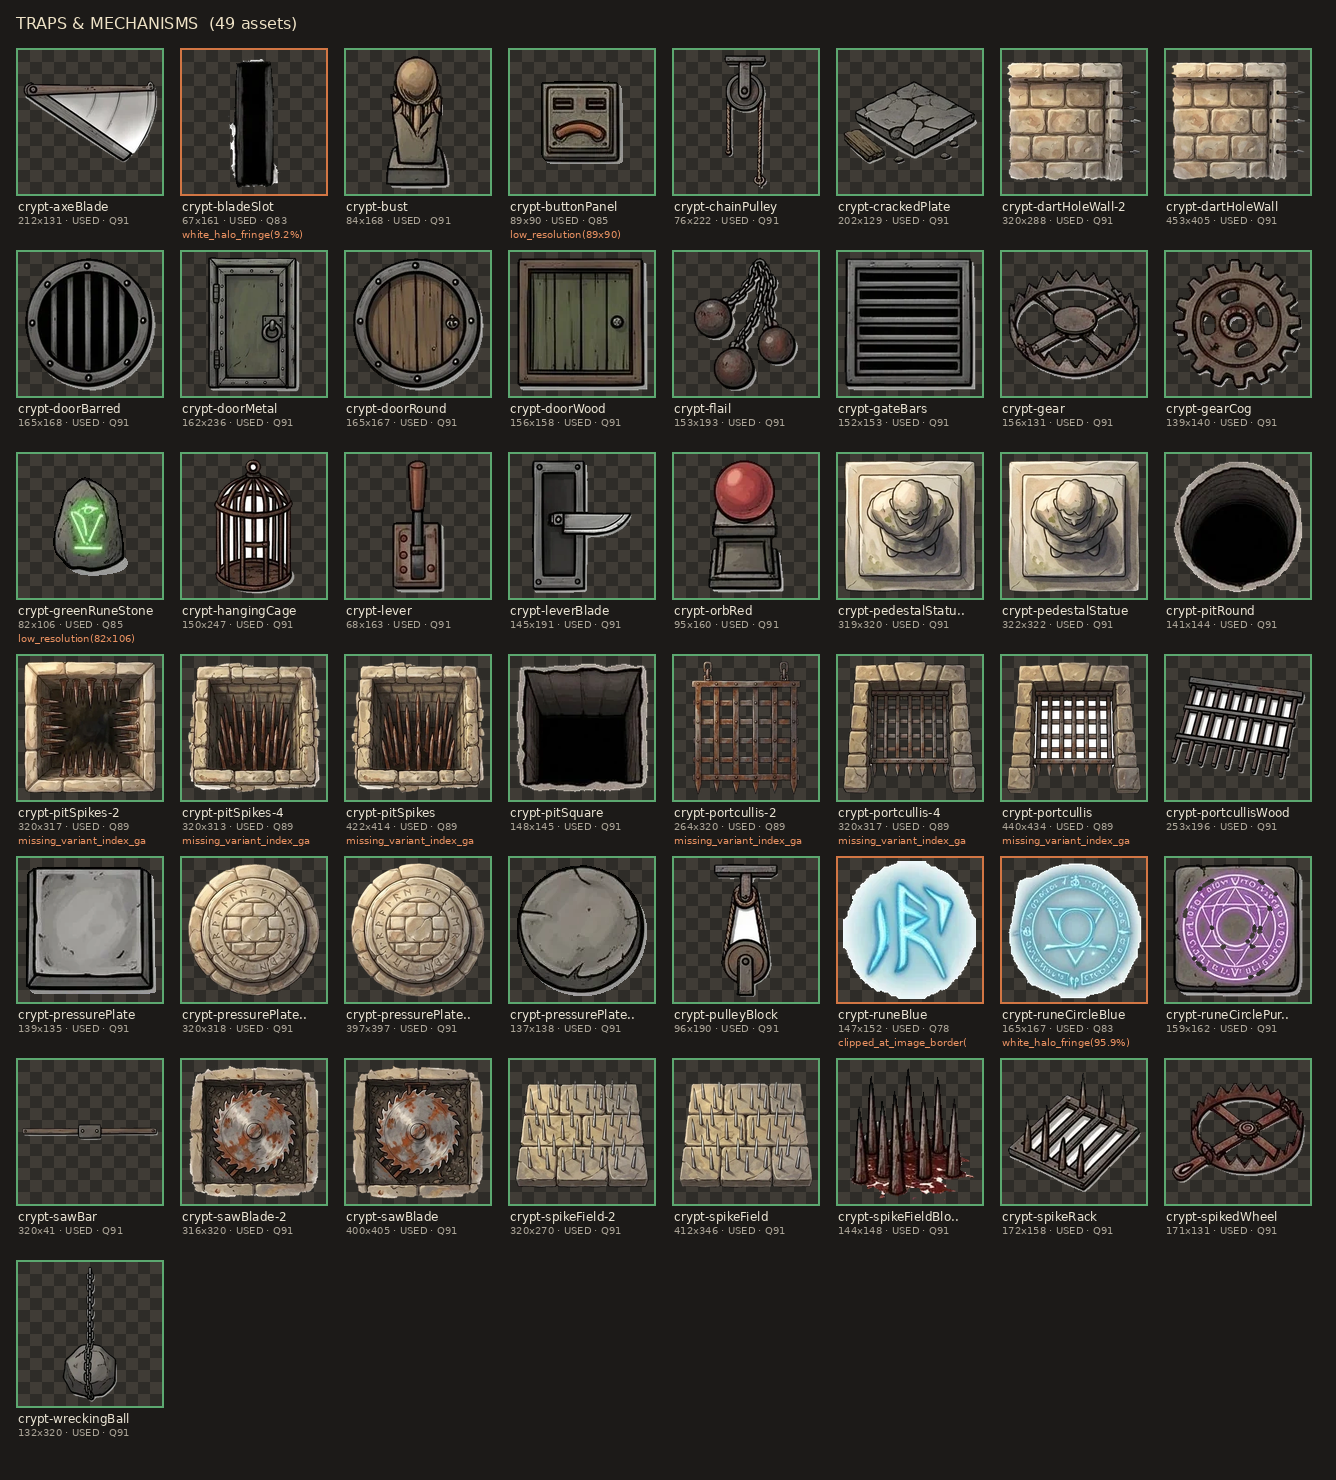 TRAPS & MECHANISMS (49 assets)
crypt-axeBlade
212x131 · USED · Q91
crypt-bladeSlot
67x161 · USED · Q83
white_halo_fringe(9.2%)
crypt-bust
84x168 · USED · Q91
crypt-buttonPanel
89x90 · USED · Q85
low_resolution(89x90)
crypt-chainPulley
76x222 · USED · Q91
crypt-crackedPlate
202x129 · USED · Q91
crypt-dartHoleWall-2
320x288 · USED · Q91
crypt-dartHoleWall
453x405 · USED · Q91
crypt-doorBarred
165x168 · USED · Q91
crypt-doorMetal
162x236 · USED · Q91
crypt-doorRound
165x167 · USED · Q91
crypt-doorWood
156x158 · USED · Q91
crypt-flail
153x193 · USED · Q91
crypt-gateBars
152x153 · USED · Q91
crypt-gear
156x131 · USED · Q91
crypt-gearCog
139x140 · USED · Q91
crypt-greenRuneStone
82x106 · USED · Q85
low_resolution(82x106)
crypt-hangingCage
150x247 · USED · Q91
crypt-lever
68x163 · USED · Q91
crypt-leverBlade
145x191 · USED · Q91
crypt-orbRed
95x160 · USED · Q91
crypt-pedestalStatu..
319x320 · USED · Q91
crypt-pedestalStatue
322x322 · USED · Q91
crypt-pitRound
141x144 · USED · Q91
crypt-pitSpikes-2
320x317 · USED · Q89
missing_variant_index_ga
crypt-pitSpikes-4
320x313 · USED · Q89
missing_variant_index_ga
crypt-pitSpikes
422x414 · USED · Q89
missing_variant_index_ga
crypt-pitSquare
148x145 · USED · Q91
crypt-portcullis-2
264x320 · USED · Q89
missing_variant_index_ga
crypt-portcullis-4
320x317 · USED · Q89
missing_variant_index_ga
crypt-portcullis
440x434 · USED · Q89
missing_variant_index_ga
crypt-portcullisWood
253x196 · USED · Q91
crypt-pressurePlate
139x135 · USED · Q91
crypt-pressurePlate..
320x318 · USED · Q91
crypt-pressurePlate..
397x397 · USED · Q91
crypt-pressurePlate..
137x138 · USED · Q91
crypt-pulleyBlock
96x190 · USED · Q91
crypt-runeBlue
147x152 · USED · Q78
clipped_at_image_border(
crypt-runeCircleBlue
165x167 · USED · Q83
white_halo_fringe(95.9%)
crypt-runeCirclePur..
159x162 · USED · Q91
crypt-sawBar
320x41 · USED · Q91
crypt-sawBlade-2
316x320 · USED · Q91
crypt-sawBlade
400x405 · USED · Q91
crypt-spikeField-2
320x270 · USED · Q91
crypt-spikeField
412x346 · USED · Q91
crypt-spikeFieldBlo..
144x148 · USED · Q91
crypt-spikeRack
172x158 · USED · Q91
crypt-spikedWheel
171x131 · USED · Q91
crypt-wreckingBall
132x320 · USED · Q91